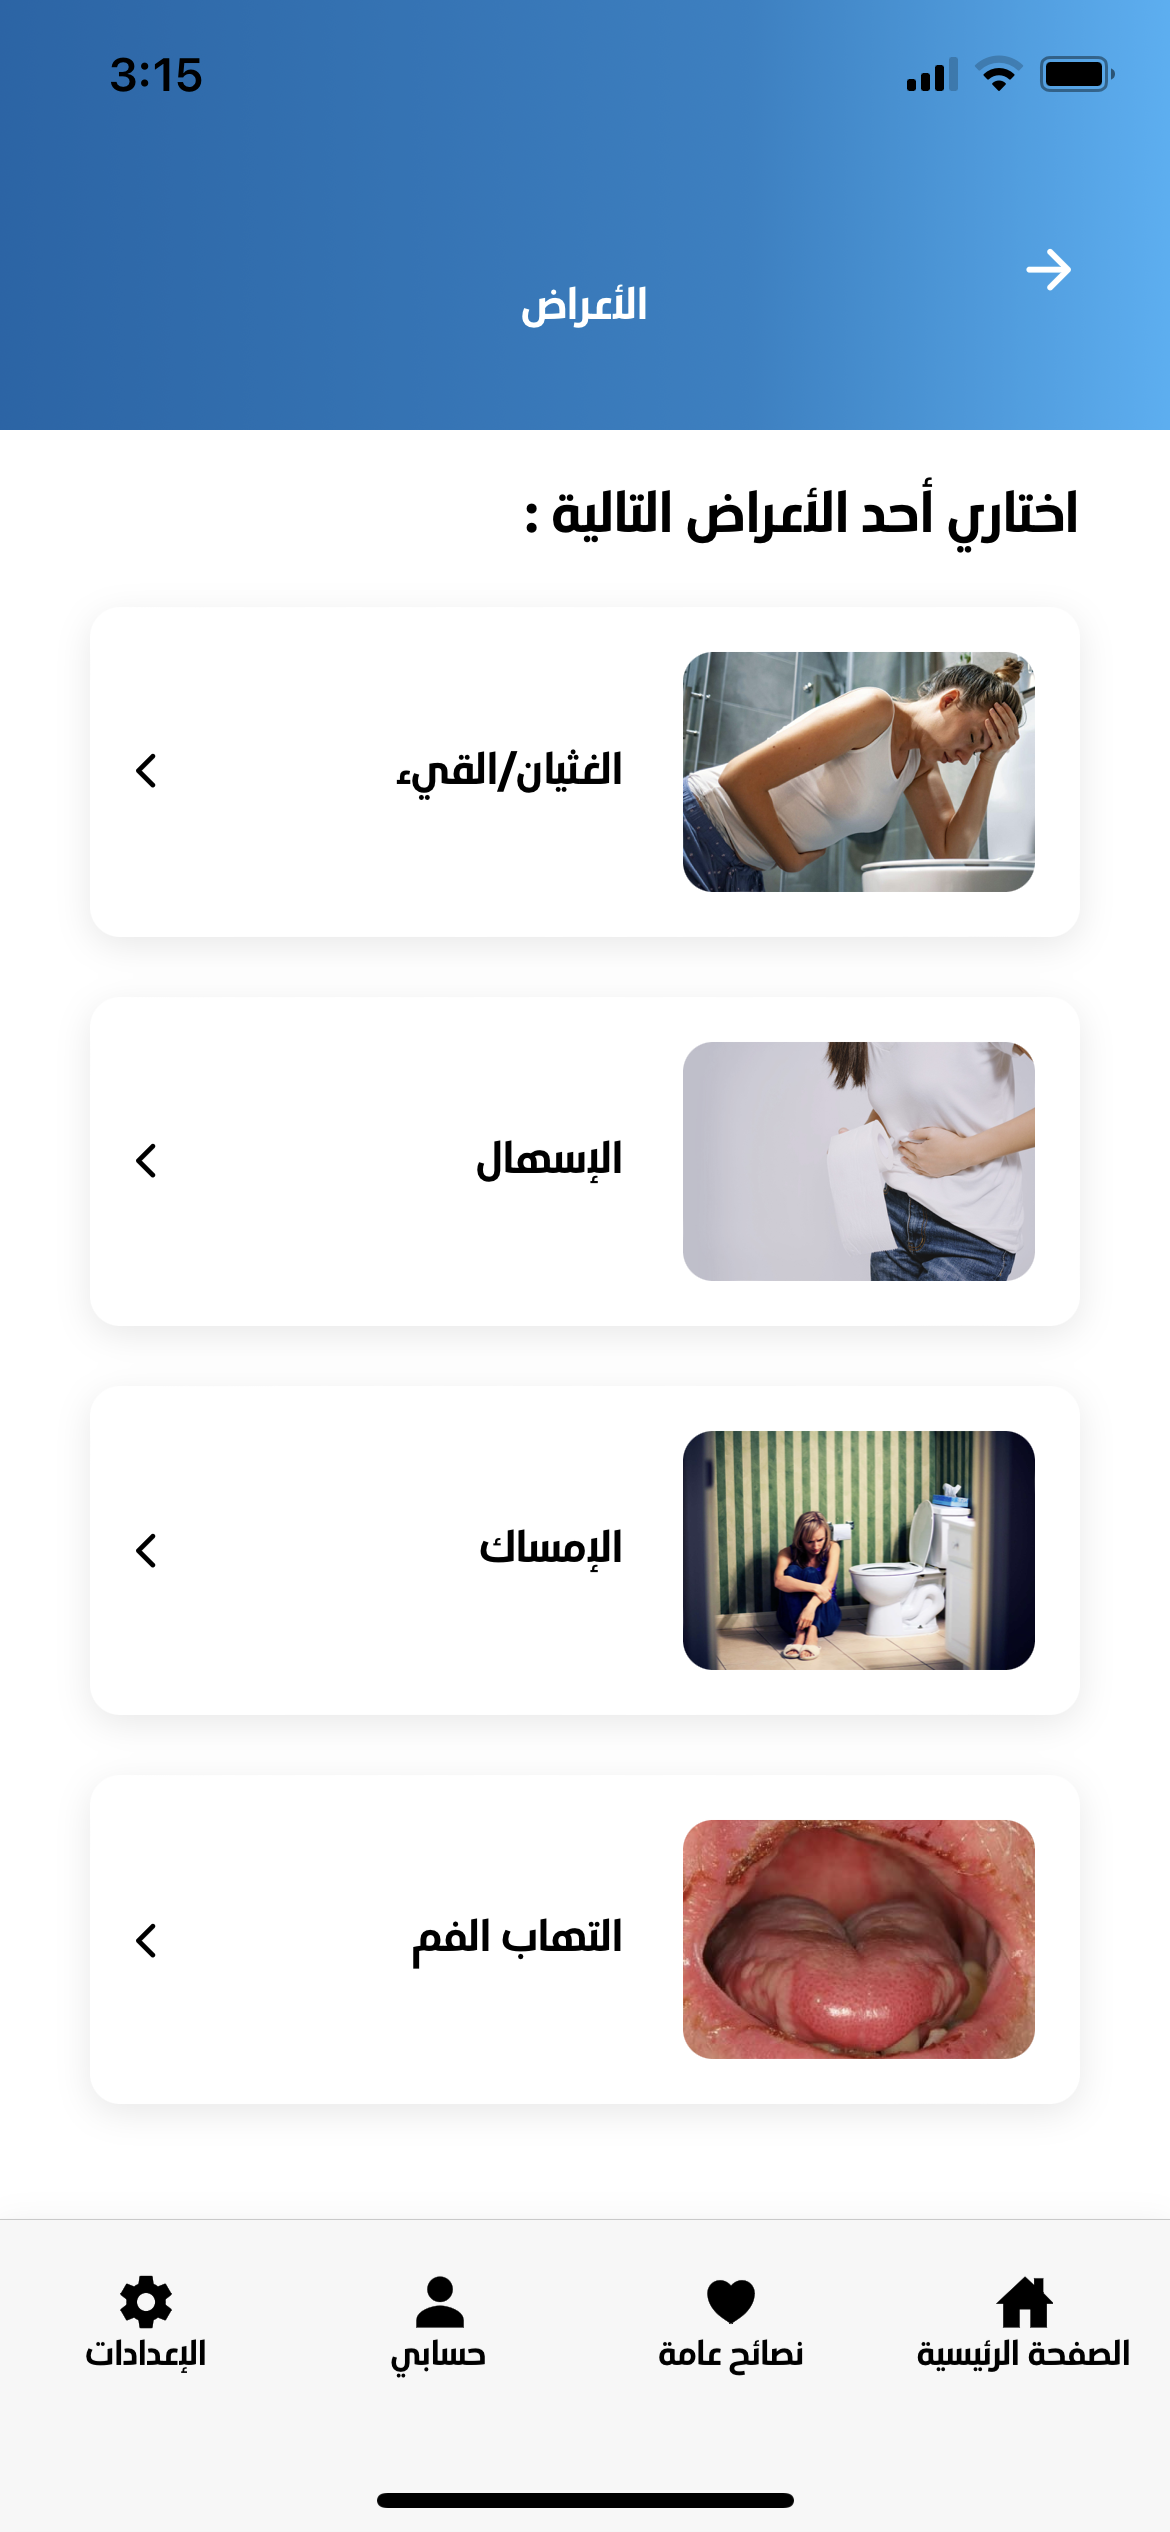 3:15
الأعراض
اختاري أحد الأعراض التالية :
الغثيان/القيء
الإسهال
الإمساك
التهاب الفم
الصفحة الرئيسية
نصائح عامة
حسابي
الإعدادات